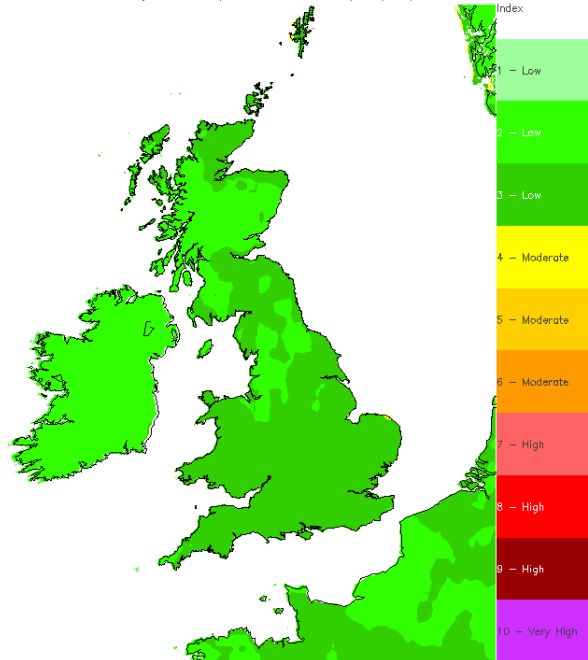 Index
1 - Low
2 - Low
3 - Low
4 - Moderate
5 - Moderate
6 - Moderate
7 - High
8 - High
9 - High
10 - Very High